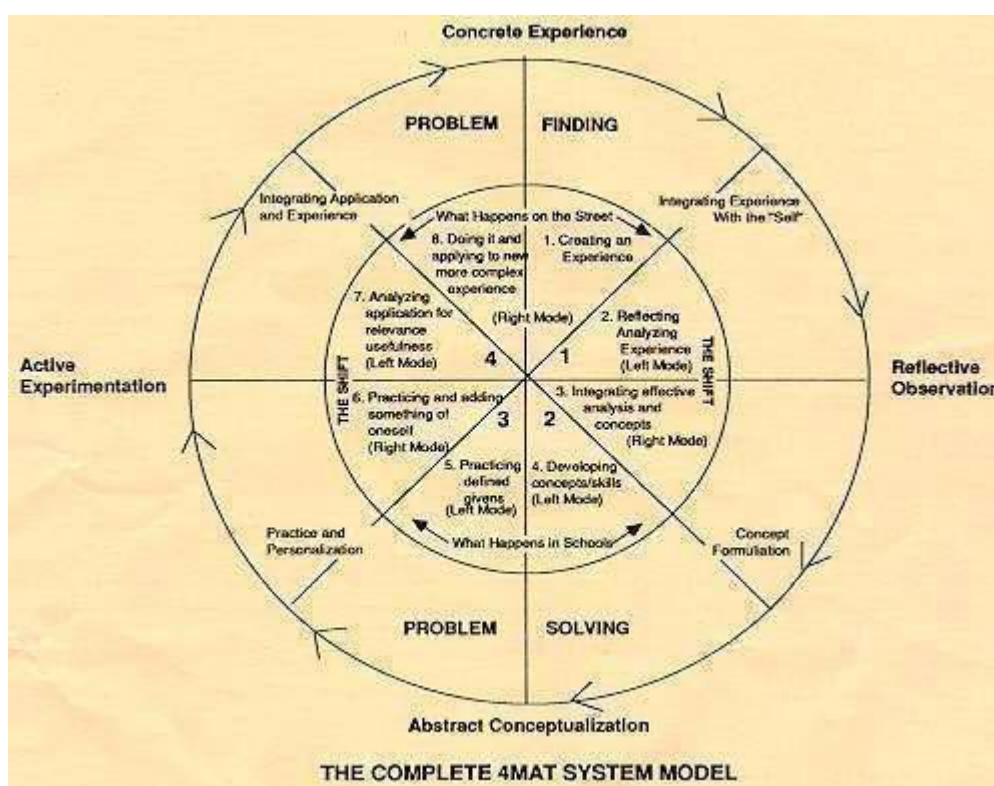 Concrete Experience
PROBLEM
FINDING
Integrating Application
and Experience
Integrating Experience
With the "Self"
What Happens on the Street
8. Doing it and
applying to new
more complex
experience
1. Creating an
Experience
(Right Mode)
7. Analyzing
application for
relevance
usefulness
(Left Mode)
2. Reflecting
Analyzing
Experience
(Left Mode)
4
1
THE SHIFT
THE SHIFT
Active
Experimentation
Reflective
Observation
6. Practicing and adding
something of
oneself
(Right Mode)
3. Integrating effective
analysis and
concepts
(Right Mode)
3
2
5. Practicing
defined
givens
(Left Mode)
4. Developing
concepts/skills
(Left Mode)
What Happens in Schools
Practice and
Personalization
Concept
Formuliation
PROBLEM
SOLVING
Abstract Conceptualization
THE COMPLETE 4MAT SYSTEM MODEL